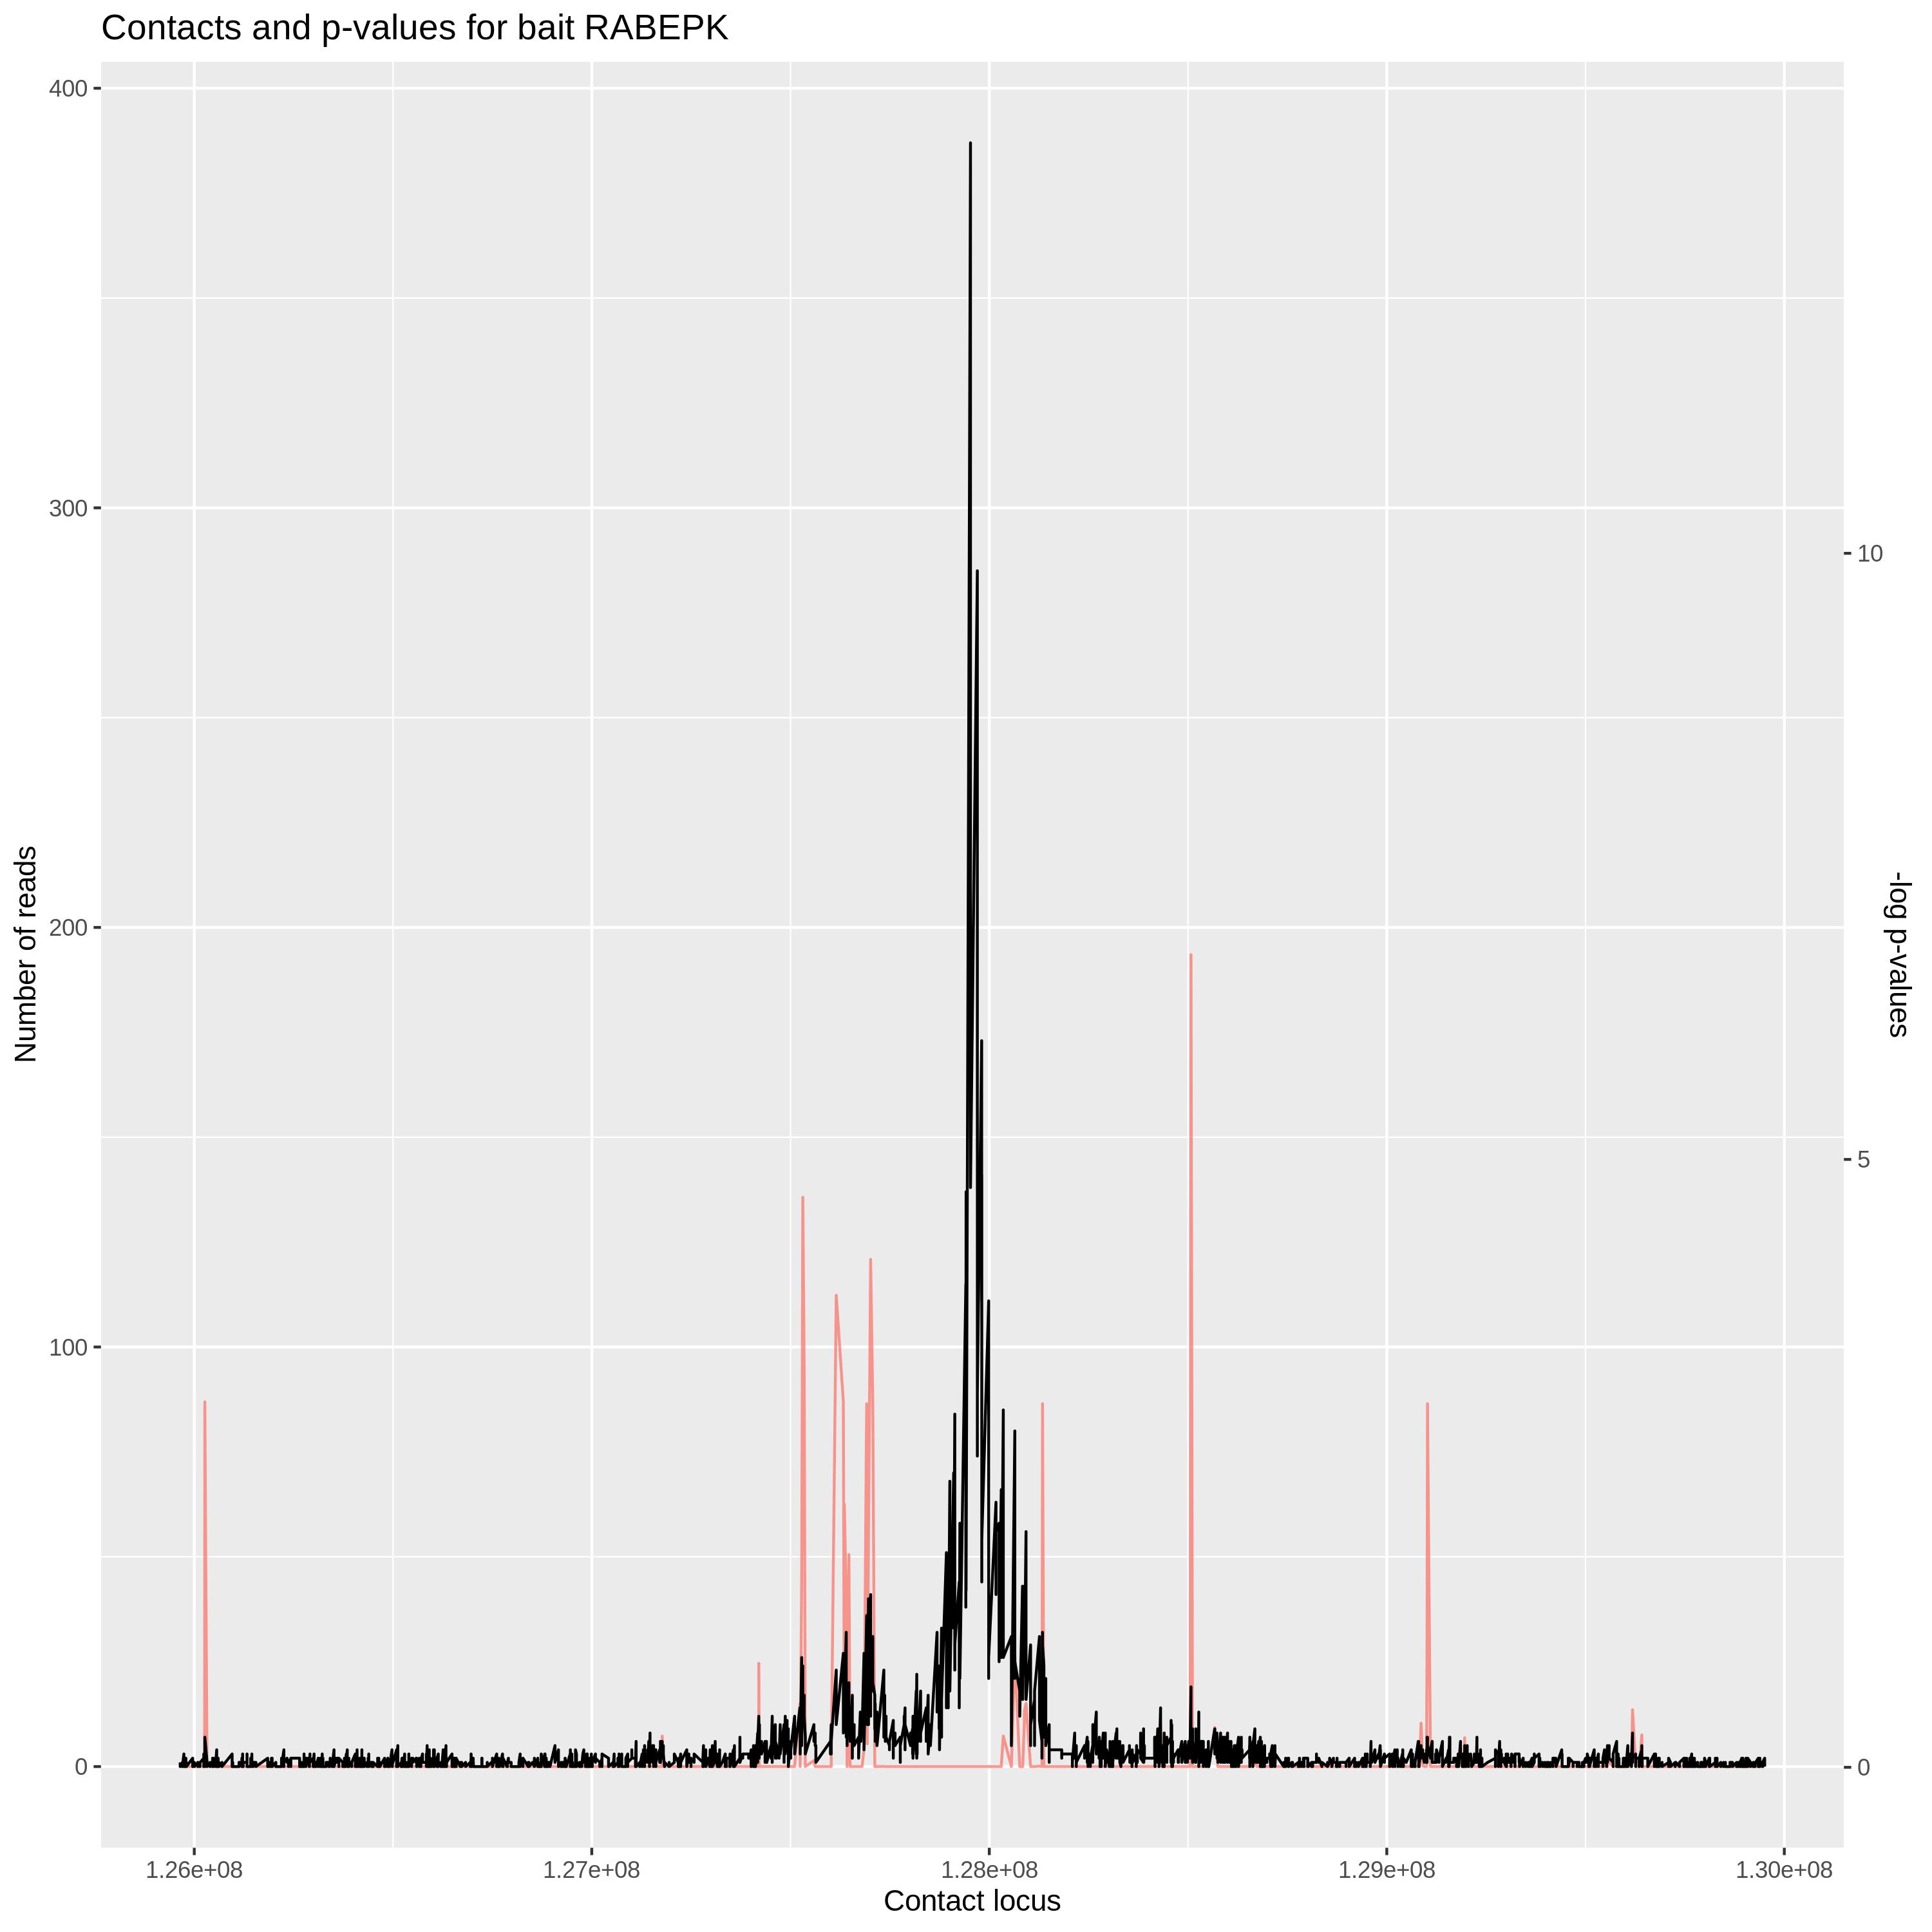 Contacts and p-values for bait RABEPK
400
300
200
100
0
Number of reads
10
5
0
-log p-values
1.26e+08
1.27e+08
1.28e+08
1.29e+08
1.30e+08
Contact locus